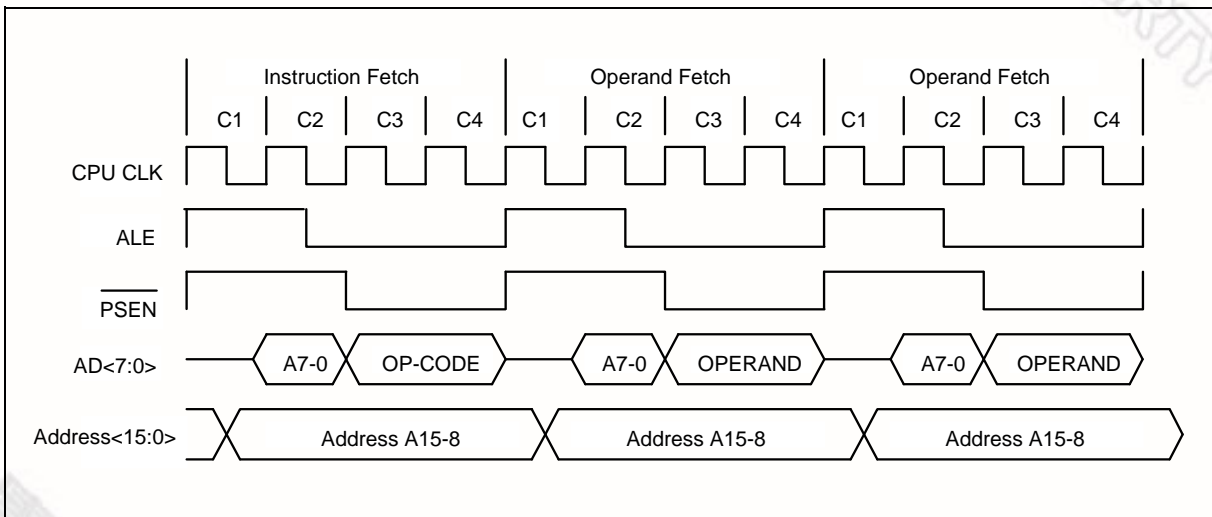 Instruction Fetch Operand Fetch Operand Fetch
C1 C2 C3 C4 C1 C2 C3 C4 C1 C2 C3 C4
CPU CLK
ALE
PSEN
AD<7:0> A7-0 OP-CODE A7-0 OPERAND A7-0 OPERAND
Address<15:0> Address A15-8 Address A15-8 Address A15-8